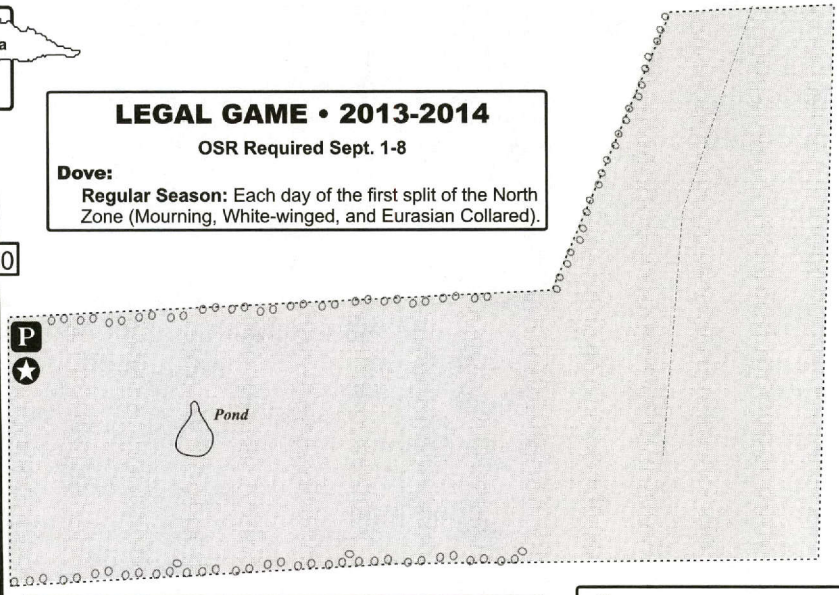 a
LEGAL GAME • 2013-2014
OSR Required Sept. 1-8
Dove:
Regular Season: Each day of the first split of the North
Zone (Mourning, White-winged, and Eurasian Collared).
0
P
Pond